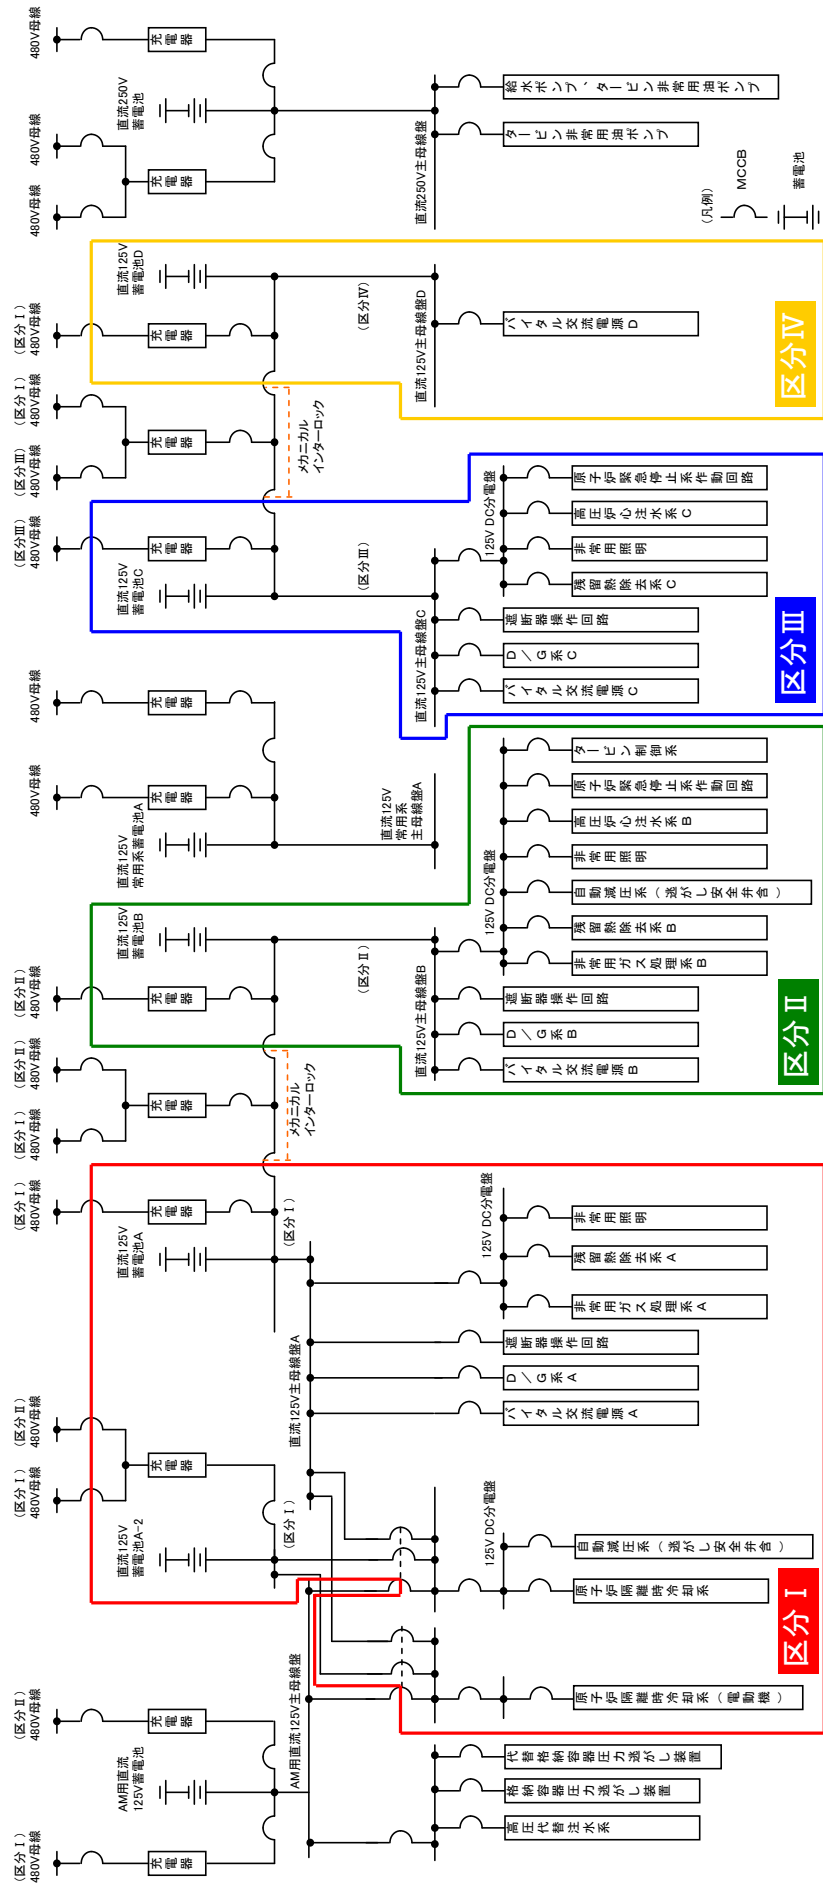 480V母線
充電器
直流250V
蓄電池
480V母線
480V母線
充電器
直流250V主母線盤
給水ポンプ、タービン非常用油ポンプ
タービン非常用油ポンプ
(凡例)
MCCB
蓄電池
直流125V
蓄電池D
(区分Ⅰ)
480V母線
充電器
(区分Ⅳ)
直流125V主母線盤D
バイタル交流電源D
区分Ⅳ
(区分Ⅰ)
480V母線
(区分Ⅲ)
480V母線
充電器
メカニカル
インターロック
(区分Ⅲ)
480V母線
充電器
直流125V
蓄電池C
(区分Ⅲ)
直流125V主母線盤C
125V DC分電盤
原子炉緊急停止系作動回路
高圧炉心注水系C
非常用照明
残留熱除去系C
遮断器操作回路
D/G系C
バイタル交流電源C
区分Ⅲ
480V母線
充電器
480V母線
充電器
直流125V
常用系蓄電池A
直流125V
常用系
主母線盤A
直流125V
蓄電池B
(区分Ⅱ)
480V母線
充電器
(区分Ⅱ)
直流125V主母線盤B
125V DC分電盤
タービン制御系
原子炉緊急停止系作動回路
高圧炉心注水系B
非常用照明
自動減圧系(逃がし安全弁含)
残留熱除去系B
非常用ガス処理系B
遮断器操作回路
D/G系B
バイタル交流電源B
区分Ⅱ
(区分Ⅱ)
480V母線
(区分Ⅰ)
480V母線
充電器
メカニカル
インターロック
(区分Ⅰ)
480V母線
充電器
直流125V
蓄電池A
(区分Ⅰ)
直流125V主母線盤A
125V DC分電盤
非常用照明
残留熱除去系A
非常用ガス処理系A
遮断器操作回路
D/G系A
バイタル交流電源A
(区分Ⅱ)
480V母線
(区分Ⅰ)
480V母線
充電器
直流125V
蓄電池A-2
(区分Ⅰ)
125V DC分電盤
自動減圧系(逃がし安全弁含)
原子炉隔離時冷却系
原子炉隔離時冷却系(電動機)
区分Ⅰ
(区分Ⅱ)
480V母線
充電器
AM用直流
125V蓄電池
AM用直流125V主母線盤
(区分Ⅰ)
480V母線
充電器
代替格納容器圧力逃がし装置
格納容器圧力逃がし装置
高圧代替注水系